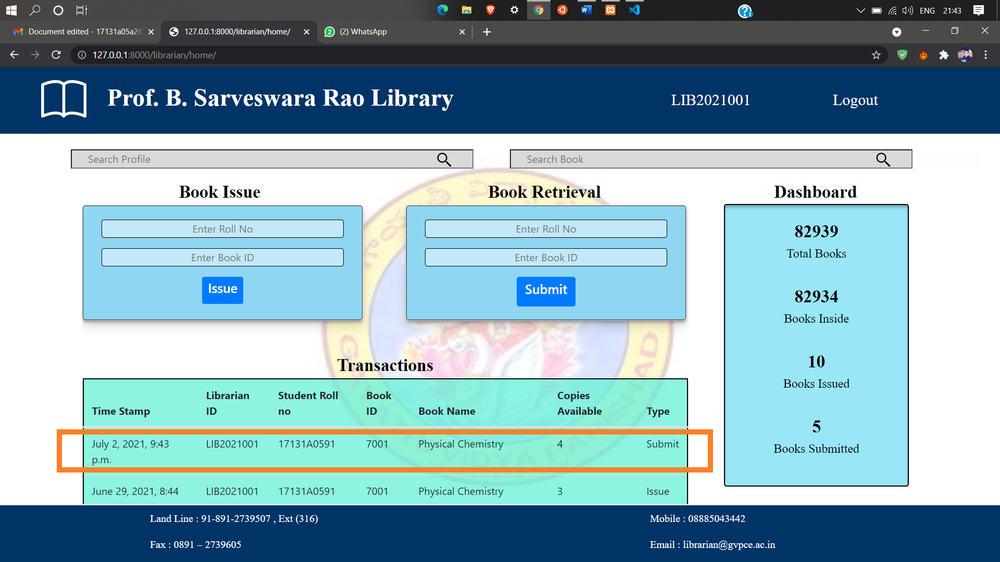 ENG 21:43
Document edited - 17131a05a2@
127.0.0.1:8000/librarian/home/
(2) WhatsApp
127.0.0.1:8000/librarian/home/
Prof. B. Sarveswara Rao Library
LIB2021001
Logout
Search Profile
Search Book
Book Issue
Enter Roll No
Enter Book ID
Issue
Book Retrieval
Enter Roll No
Enter Book ID
Submit
Dashboard
82939
Total Books
82934
Books Inside
10
Books Issued
5
Books Submitted
Transactions
Time Stamp Librarian ID Student Roll no Book ID Book Name Copies Available Type
July 2, 2021, 9:43 p.m. LIB2021001 17131A0591 7001 Physical Chemistry 4 Submit
June 29, 2021, 8:44 LIB2021001 17131A0591 7001 Physical Chemistry 3 Issue
Land Line : 91-891-2739507 , Ext (316)
Mobile : 08885043442
Fax : 0891 – 2739605
Email : librarian@gvpce.ac.in